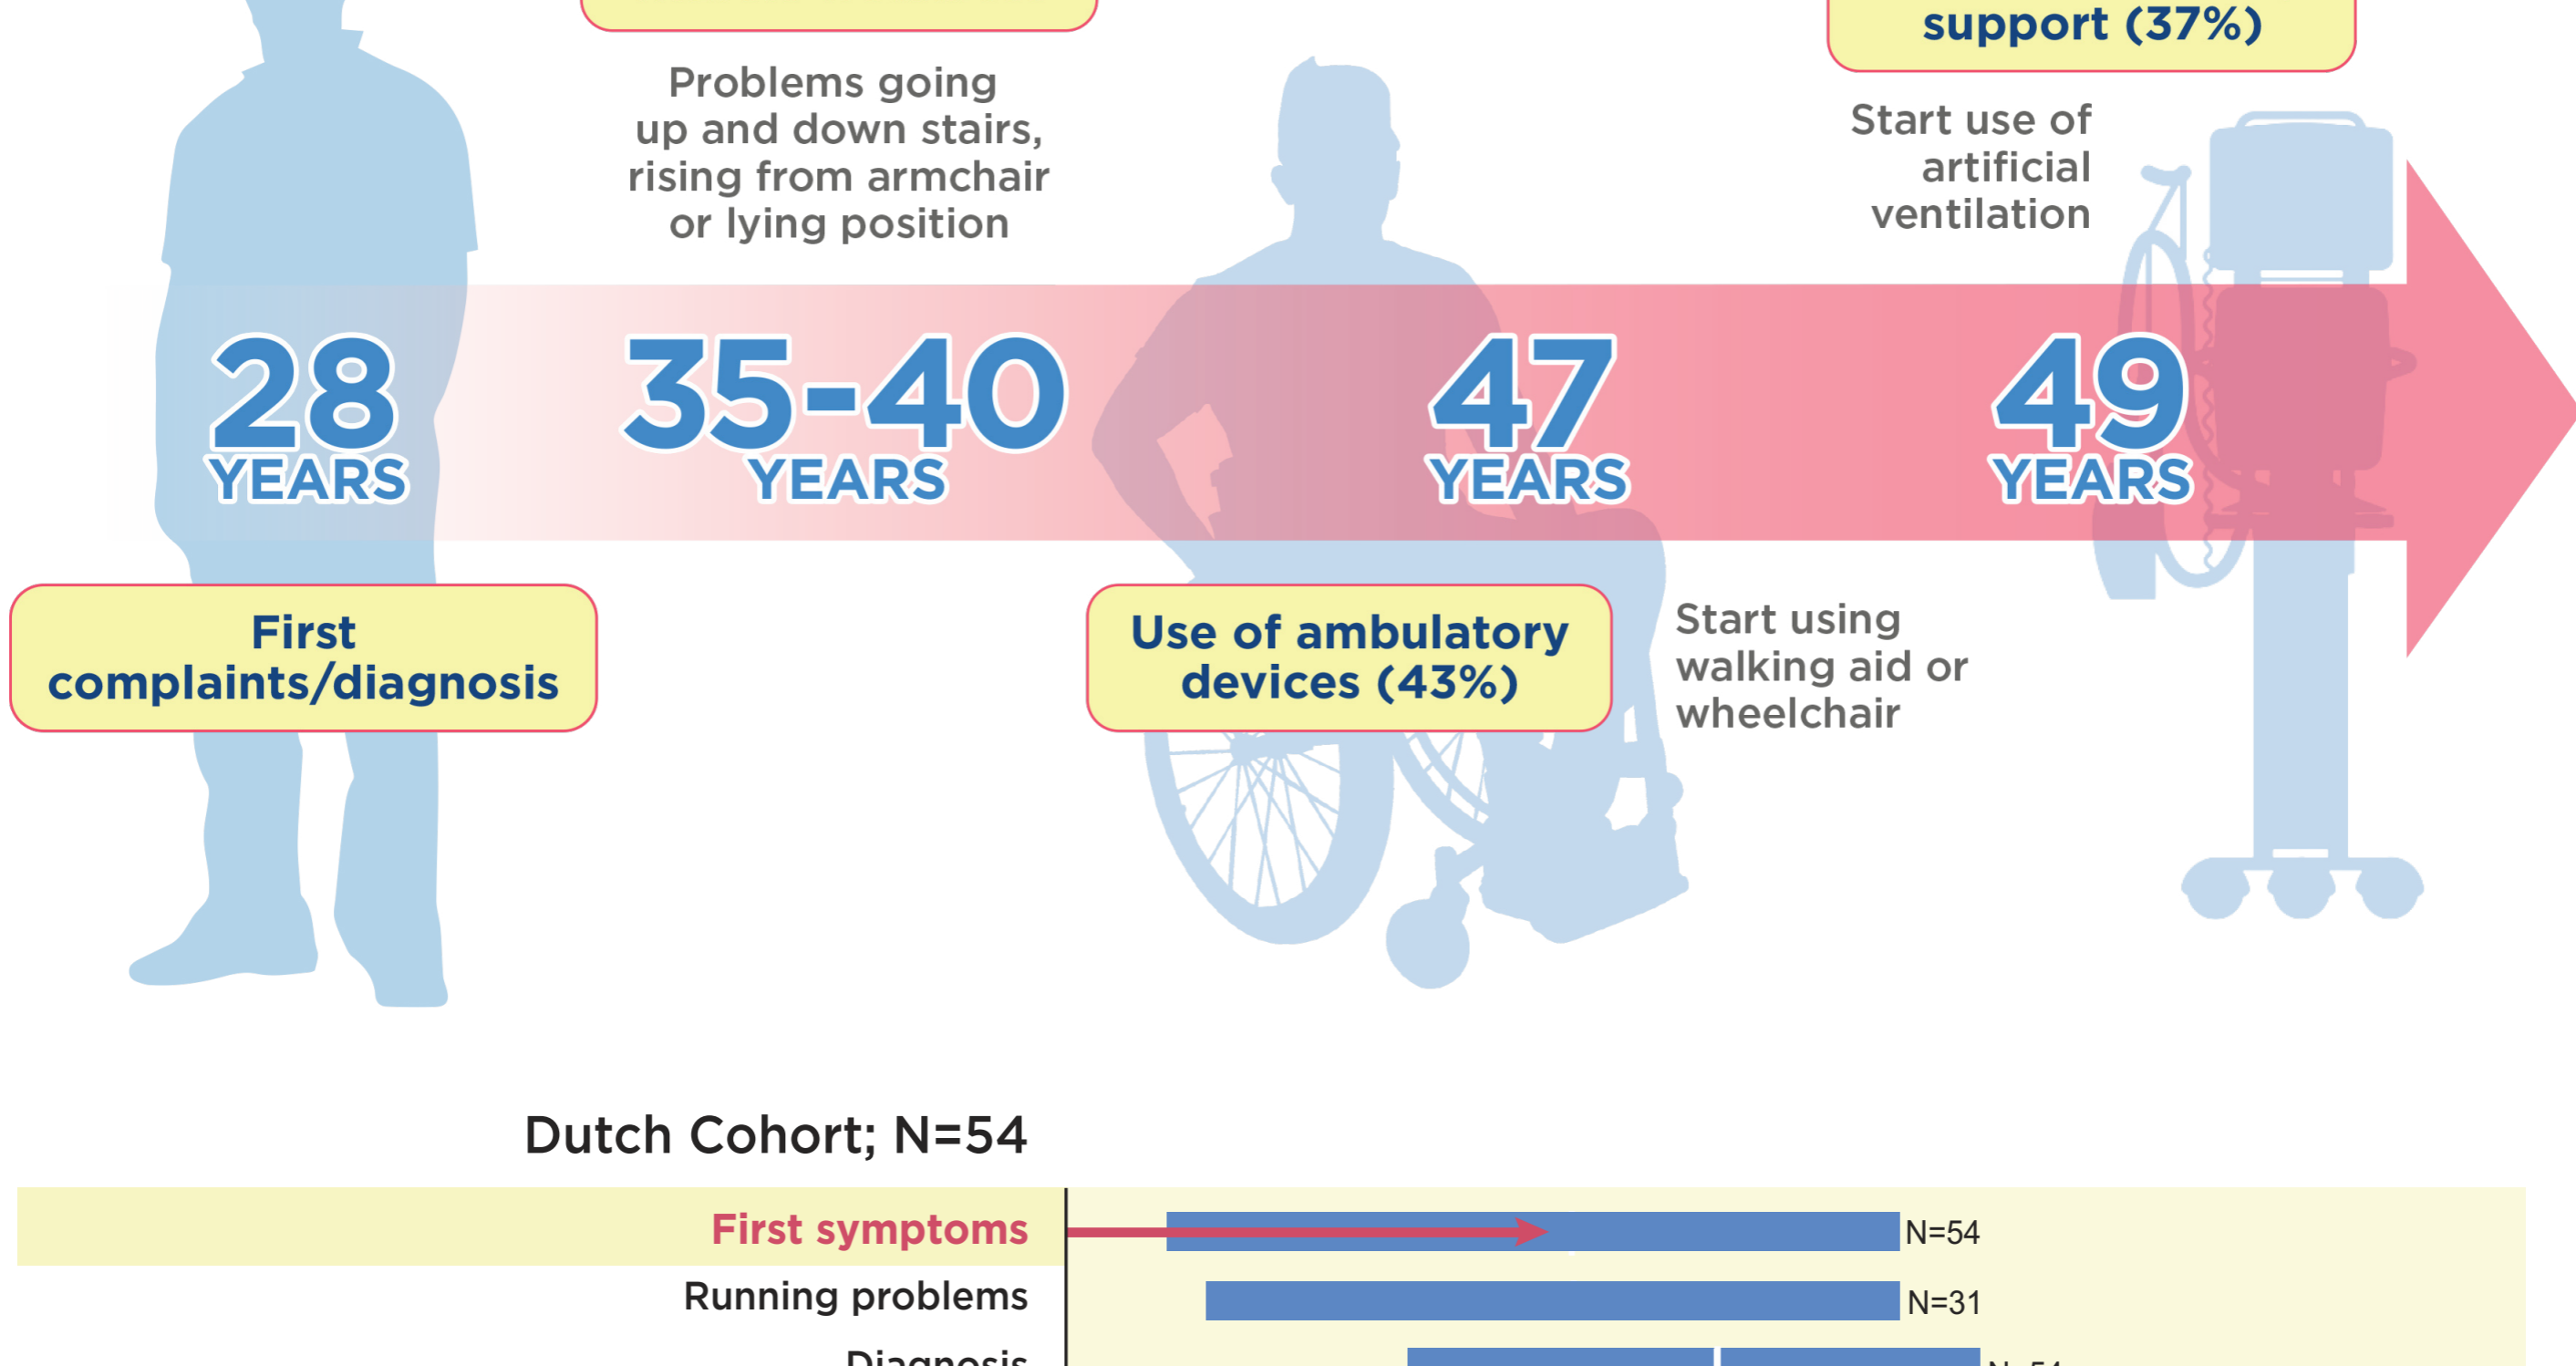 support (37%)
Problems going
up and down stairs,
rising from armchair
or lying position
Start use of
artificial
ventilation
28
YEARS
35-40
YEARS
47
YEARS
49
YEARS
First
complaints/diagnosis
Use of ambulatory
devices (43%)
Start using
walking aid or
wheelchair
Dutch Cohort; N=54
First symptoms
N=54
Running problems
N=31
Diagnosis
N=54